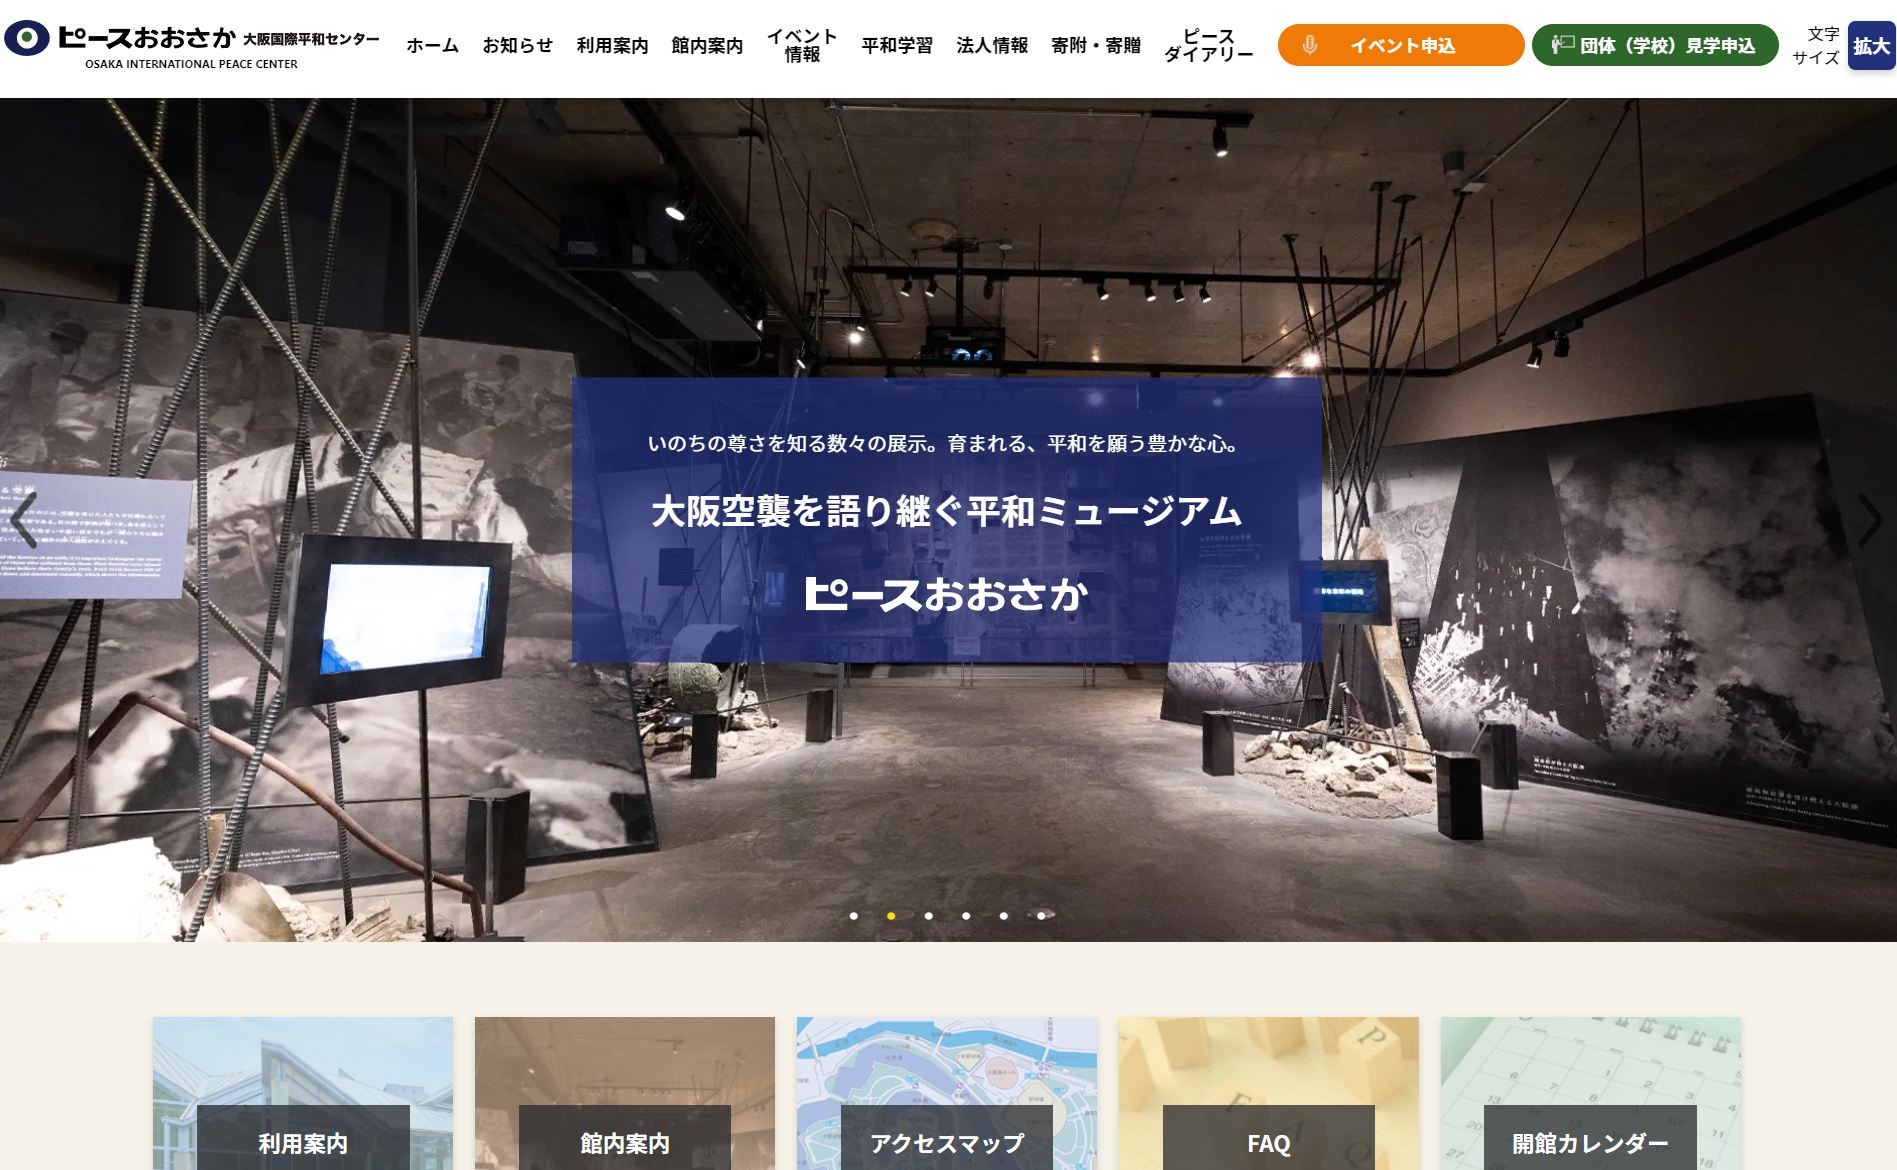 ピースおおさか 大阪国際平和センター
OSAKA INTERNATIONAL PEACE CENTER
ホーム
お知らせ
利用案内
館内案内
イベント
情報
平和学習
法人情報
寄附・寄贈
ピース
ダイアリー
イベント申込
団体（学校）見学申込
文字
サイズ
拡大
いのちの尊さを知る数々の展示。育まれる、平和を願う豊かな心。
大阪空襲を語り継ぐ平和ミュージアム
ピースおおさか
利用案内
館内案内
アクセスマップ
FAQ
開館カレンダー